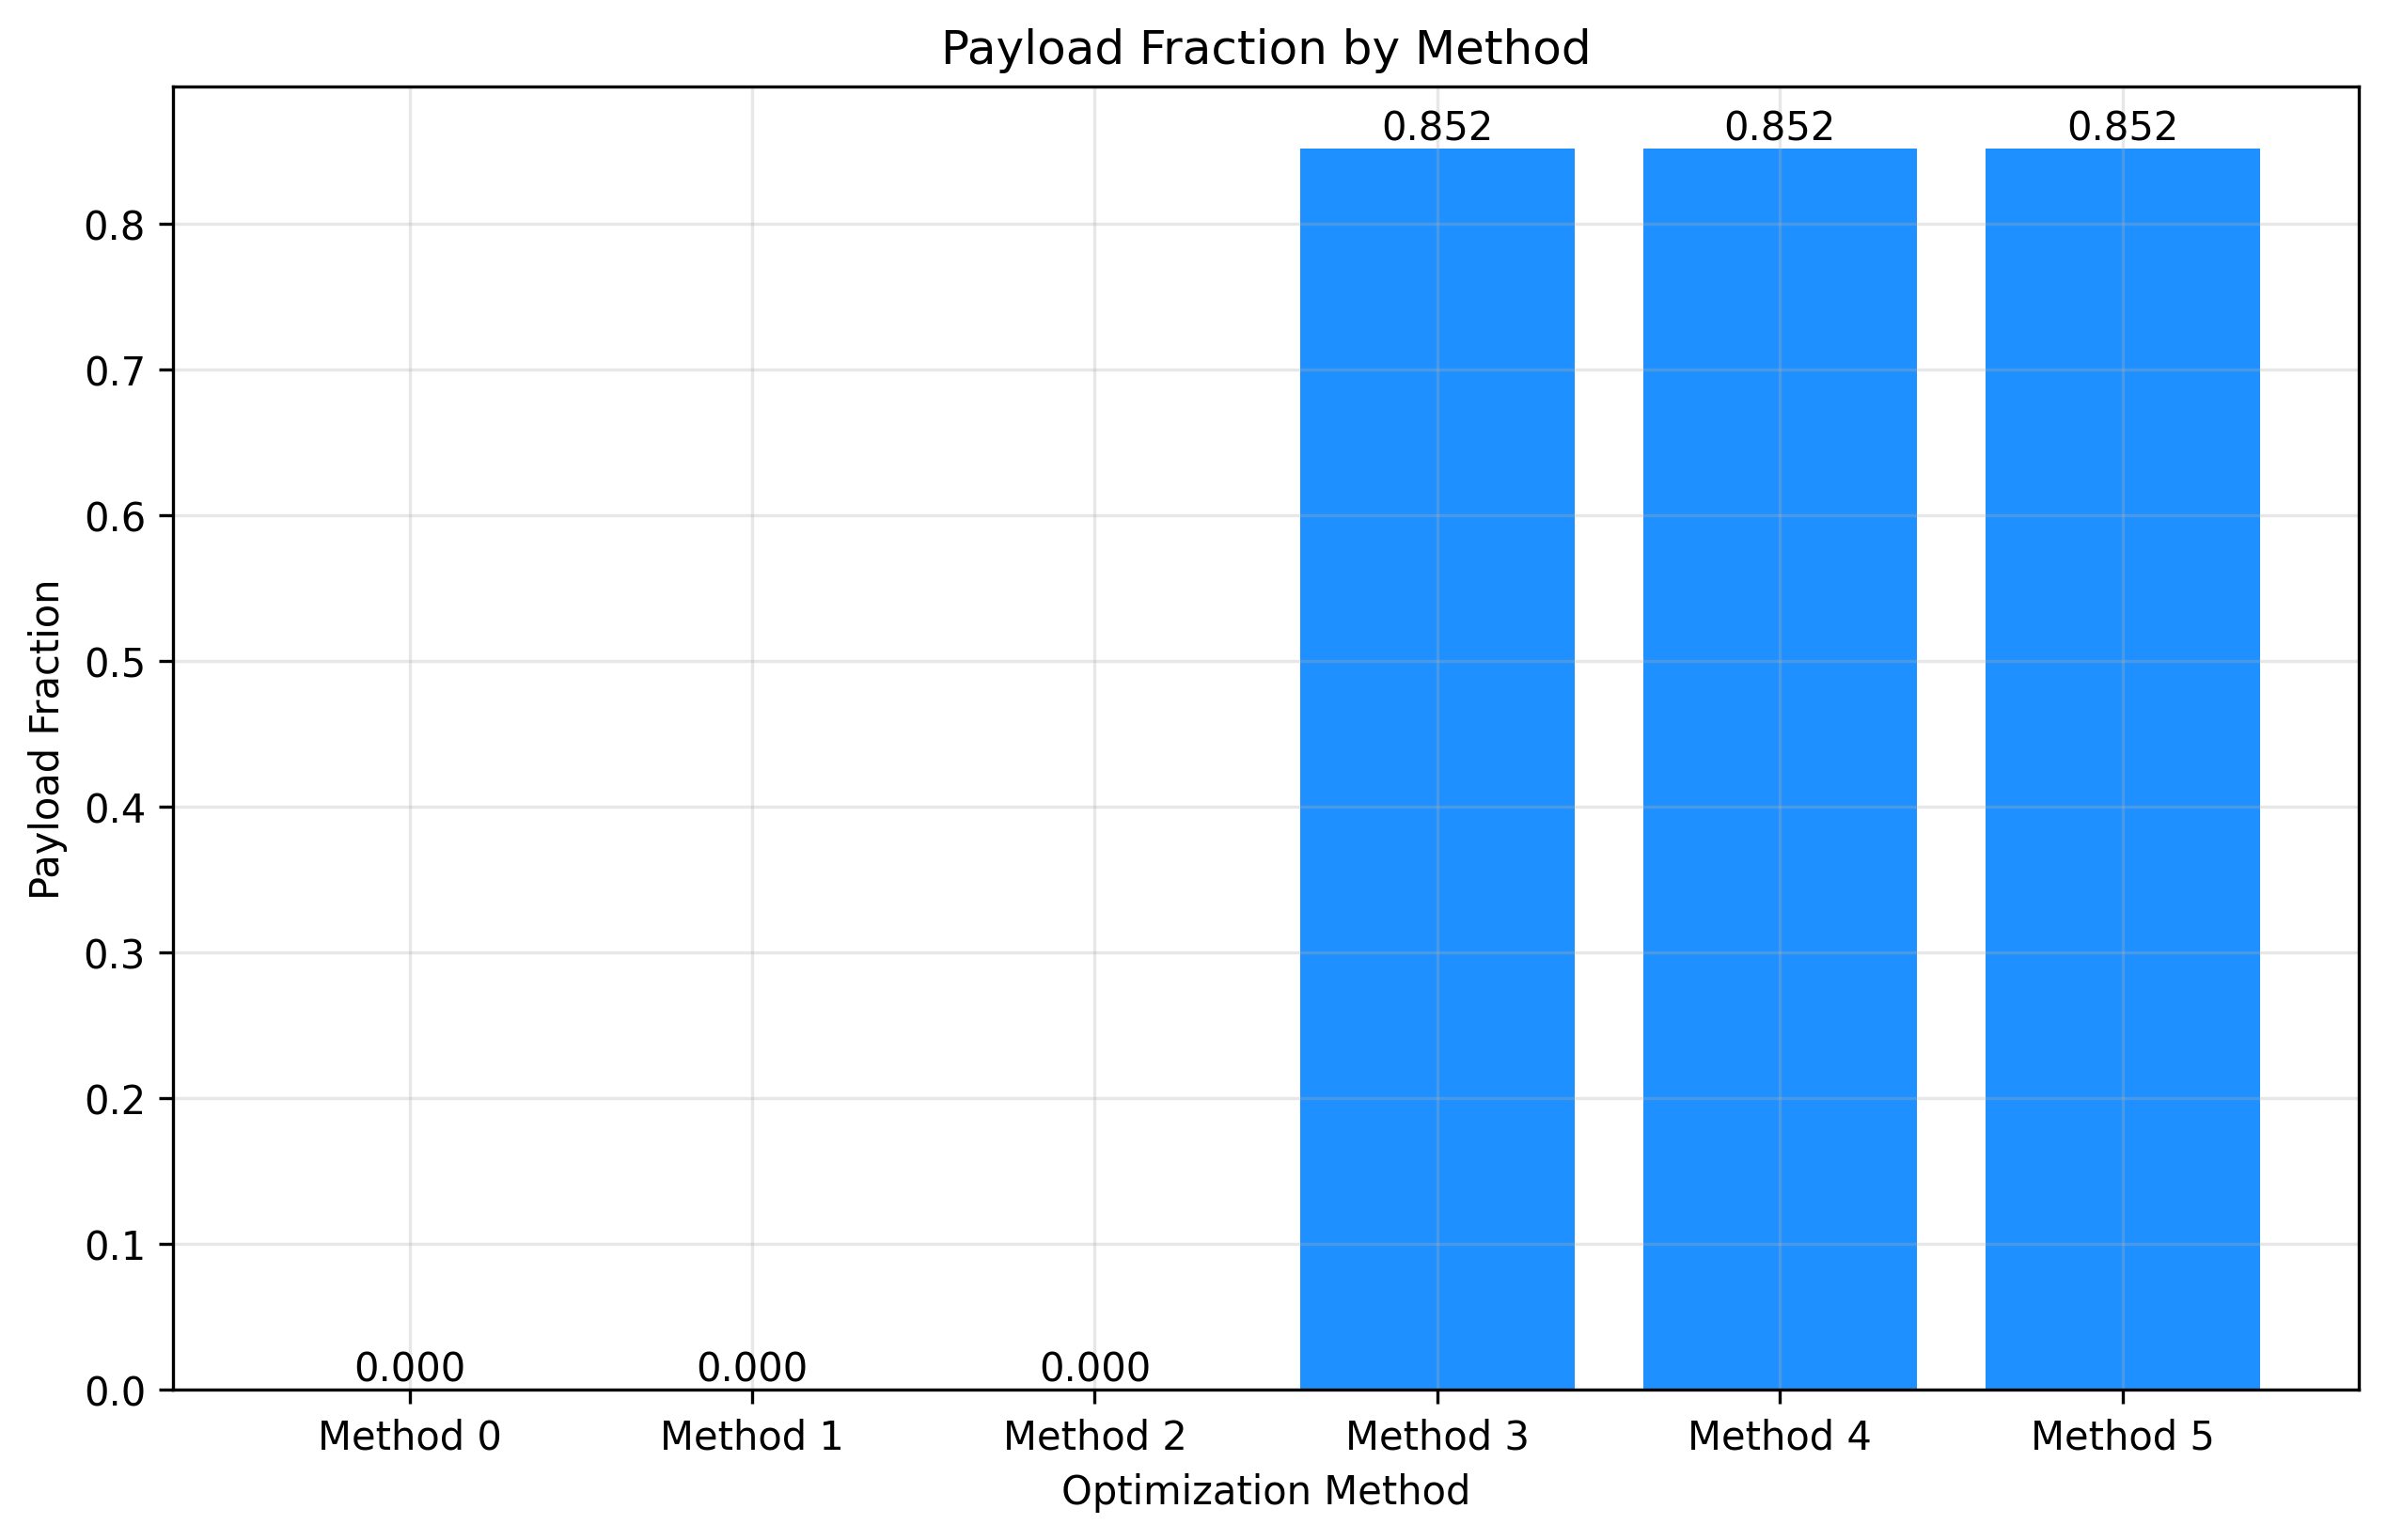 Payload Fraction by Method
0.852 0.852 0.852
0.8
0.7
0.6
0.5
0.4
0.3
0.2
0.1
0.0
Payload Fraction
0.000 0.000 0.000
Method 0 Method 1 Method 2 Method 3 Method 4 Method 5
Optimization Method